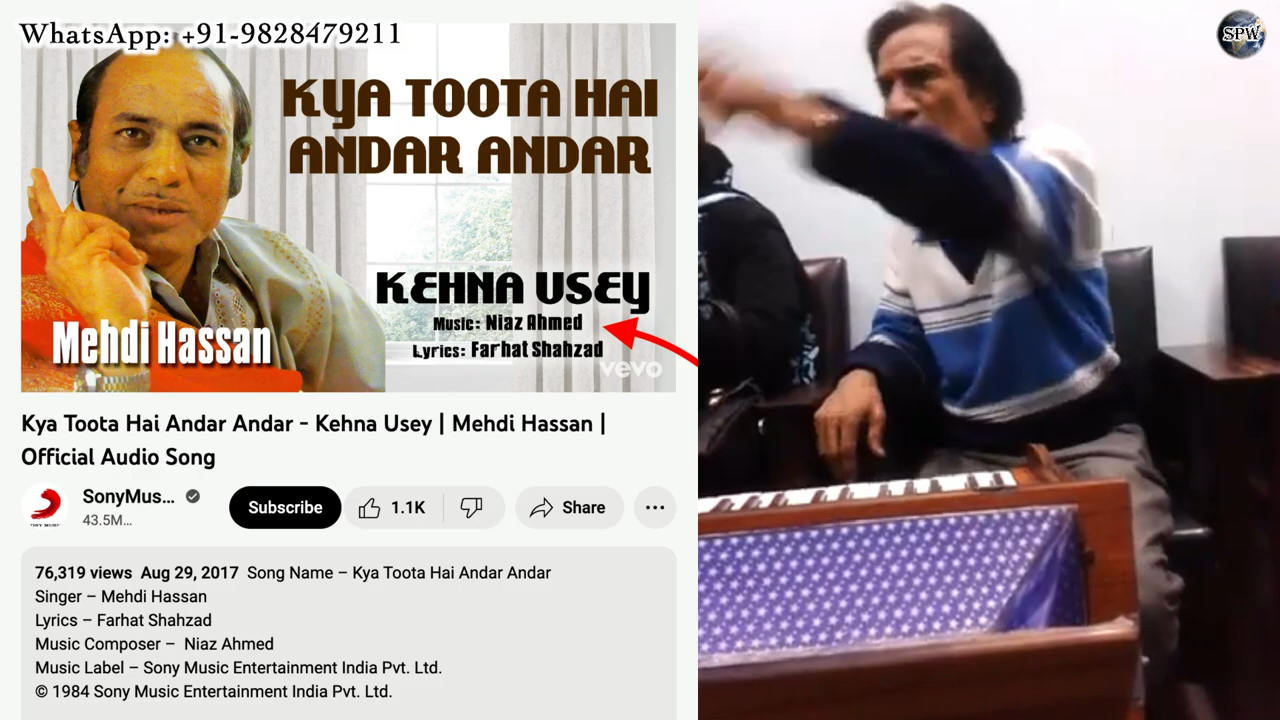 WhatsApp: +91-9828479211
SPW
KYA TOOTA HAI
ANDAR ANDAR
KEHNA USEY
Music: Niaz Ahmed
Lyrics: Farhat Shahzad
Mehdi Hassan
vevo
Kya Toota Hai Andar Andar - Kehna Usey | Mehdi Hassan |
Official Audio Song
SonyMus...
43.5M...
Subscribe
1.1K
Share
76,319 views Aug 29, 2017 Song Name – Kya Toota Hai Andar Andar
Singer – Mehdi Hassan
Lyrics – Farhat Shahzad
Music Composer – Niaz Ahmed
Music Label – Sony Music Entertainment India Pvt. Ltd.
© 1984 Sony Music Entertainment India Pvt. Ltd.